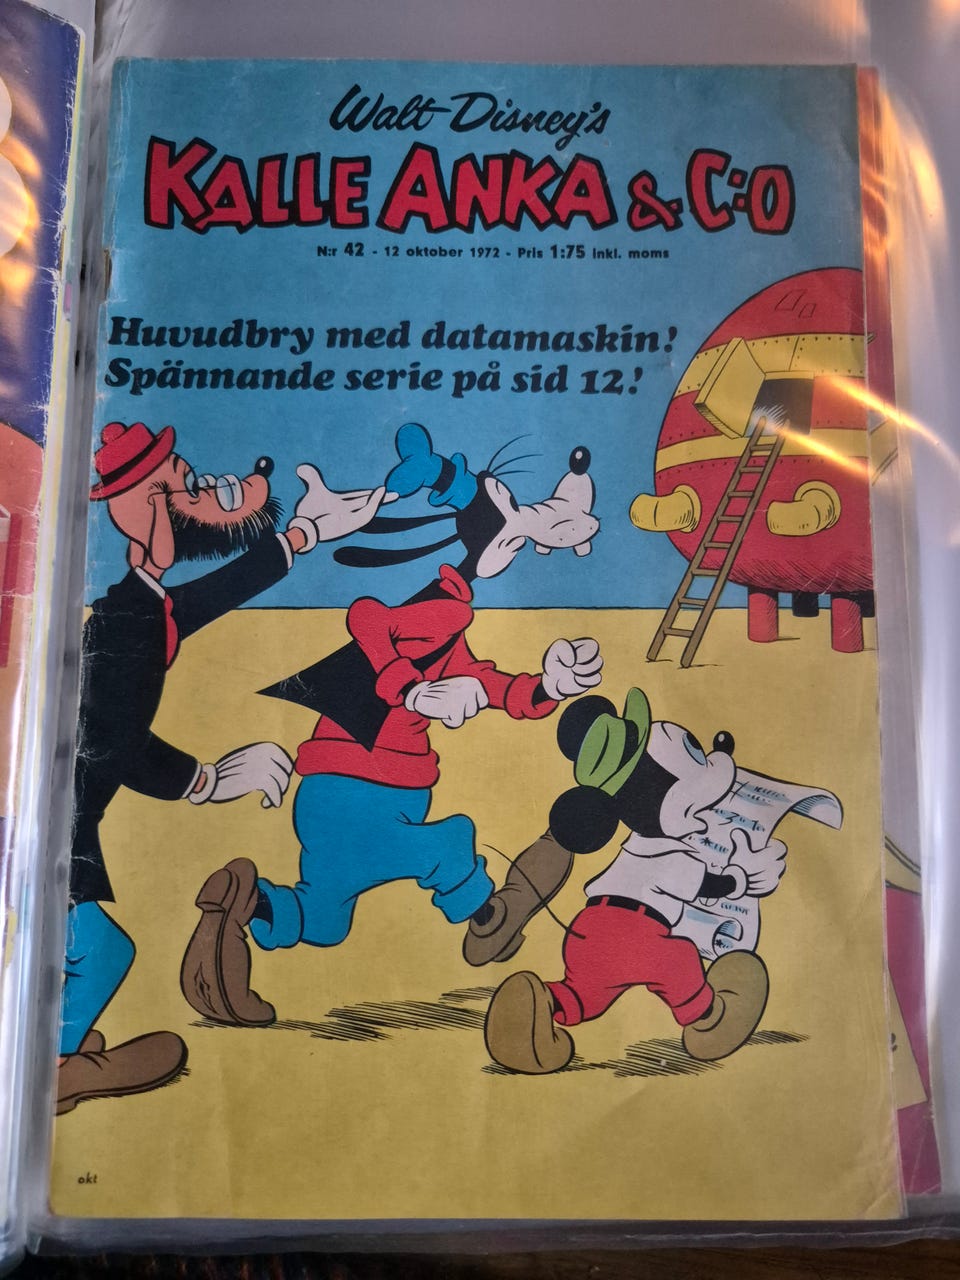 Walt Disney's
KALLE ANKA & C:O
N:r 42 - 12 oktober 1972 - Pris 1:75 inkl. moms
Huvudbry med datamaskin!
Spännande serie på sid 12!
okt